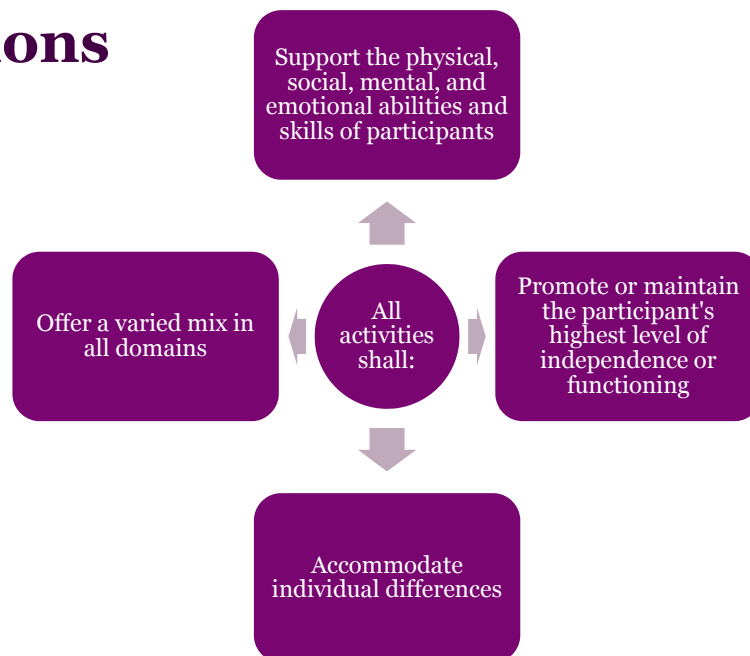 ions
Support the physical,
social, mental, and
emotional abilities and
skills of participants
Offer a varied mix in
all domains
All
activities
shall:
Promote or maintain
the participant's
highest level of
independence or
functioning
Accommodate
individual differences